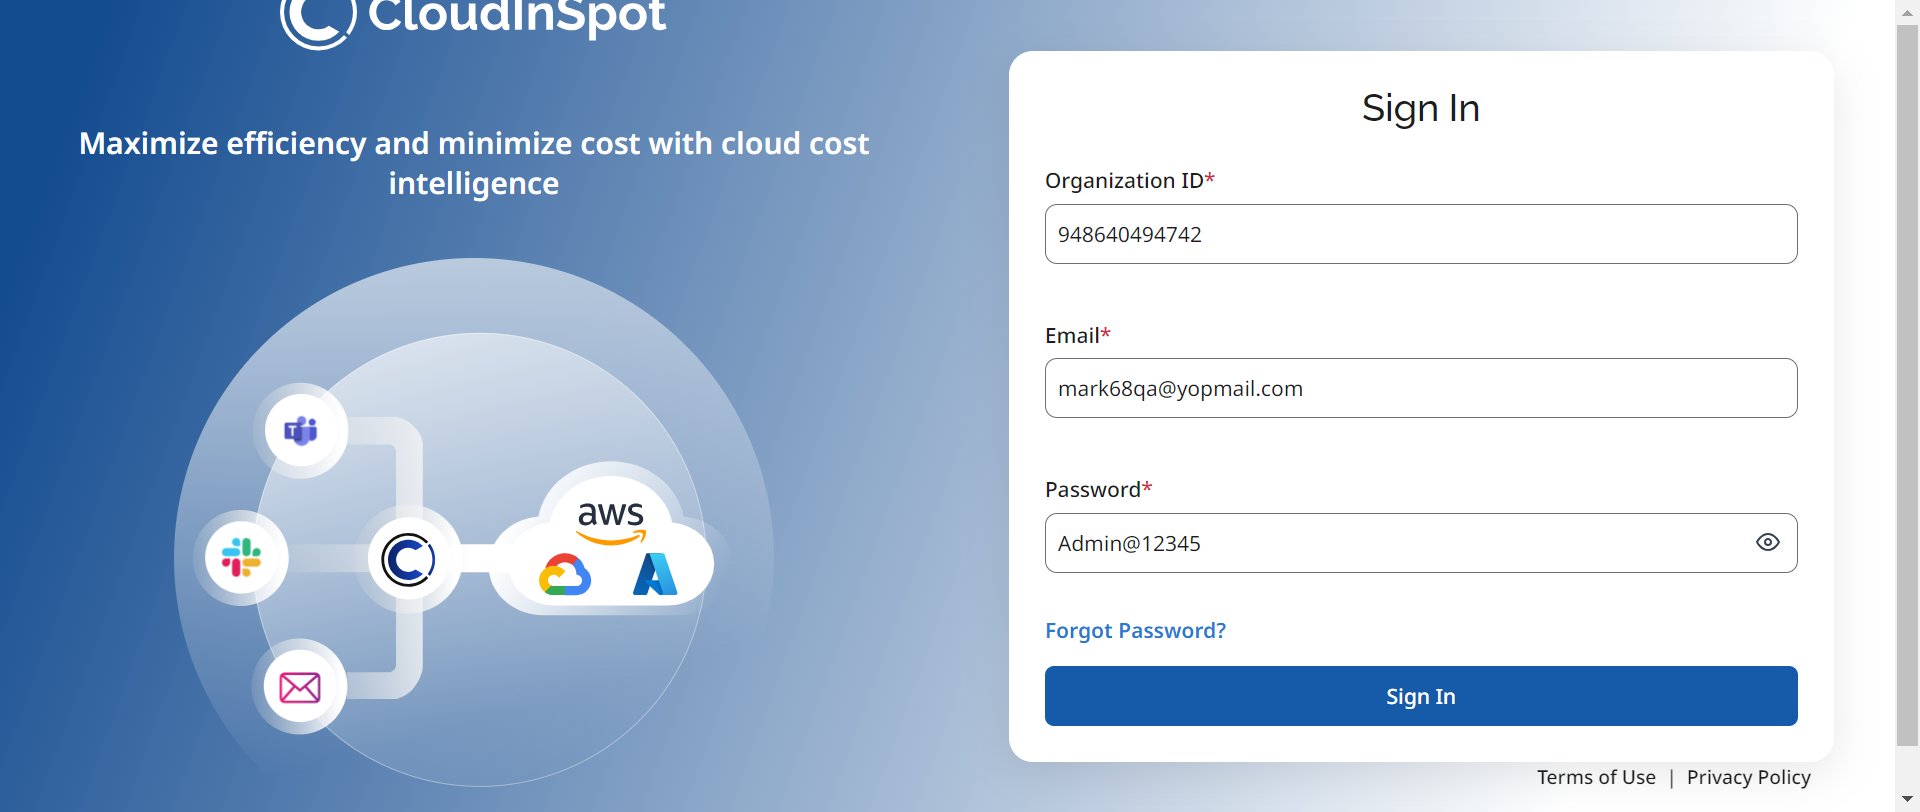 CloudInSpot
Maximize efficiency and minimize cost with cloud cost
intelligence
T
aws
Sign In
Organization ID*
948640494742
Email*
mark68qa@yopmail.com
Password*
Admin@12345
Forgot Password?
Sign In
Terms of Use | Privacy Policy